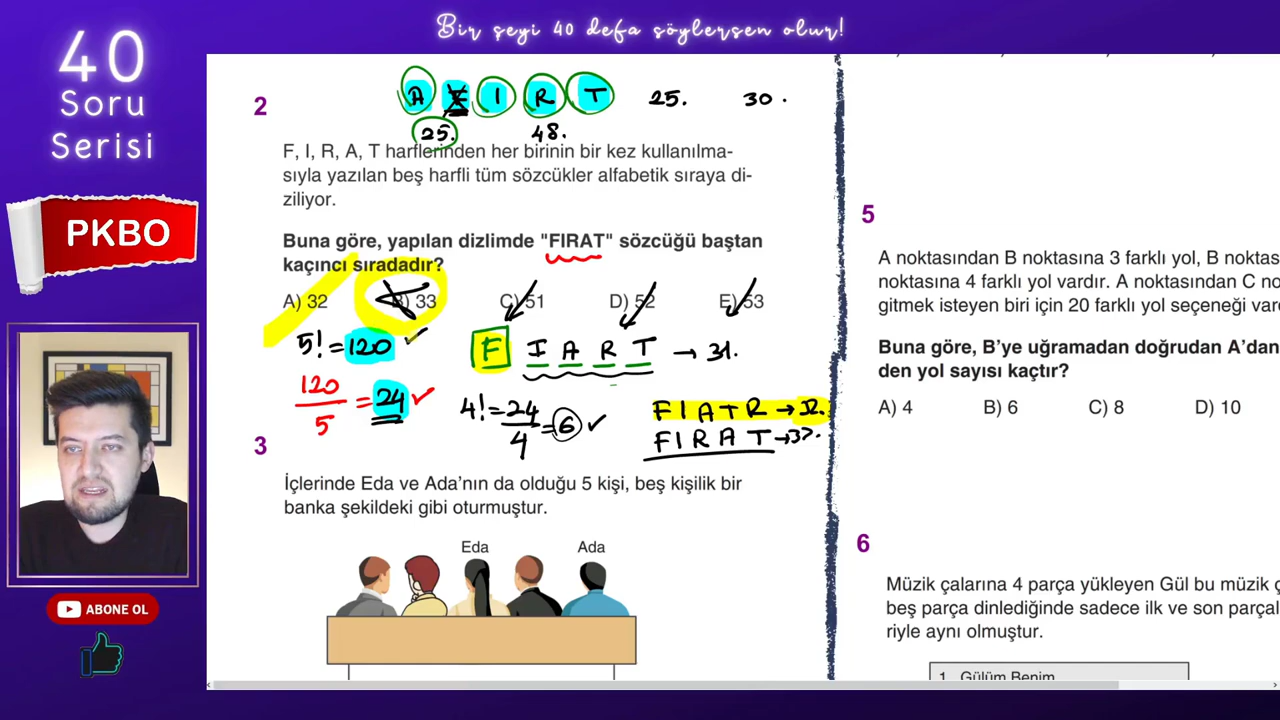 Bir şeyi 40 defa söylersen olur!
40
Soru
Serisi
PKBO
ABONE OL
2
A I R T 25. 30.
25. 48.
F, I, R, A, T harflerinden her birinin bir kez kullanılma-
sıyla yazılan beş harfli tüm sözcükler alfabetik sıraya di-
ziliyor.
Buna göre, yapılan dizlimde "FIRAT" sözcüğü baştan
kaçıncı sıradadır?
A) 32 B) 33 C) 51 D) 52 E) 53
5! = 120
F I A R T → 31.
120/5 = 24
4! = 24/4 = 6
F I A T R → 32.
F I R A T →
3
İçlerinde Eda ve Ada'nın da olduğu 5 kişi, beş kişilik bir
banka şekildeki gibi oturmuştur.
Eda Ada
5
A noktasından B noktasına 3 farklı yol, B noktas
noktasına 4 farklı yol vardır. A noktasından C no
gitmek isteyen biri için 20 farklı yol seçeneği var
Buna göre, B'ye uğramadan doğrudan A'dan
den yol sayısı kaçtır?
A) 4 B) 6 C) 8 D) 10
6
Müzik çalarına 4 parça yükleyen Gül bu müzik ç
beş parça dinlediğinde sadece ilk ve son parçal
riyle aynı olmuştur.
1. Gülüm Benim